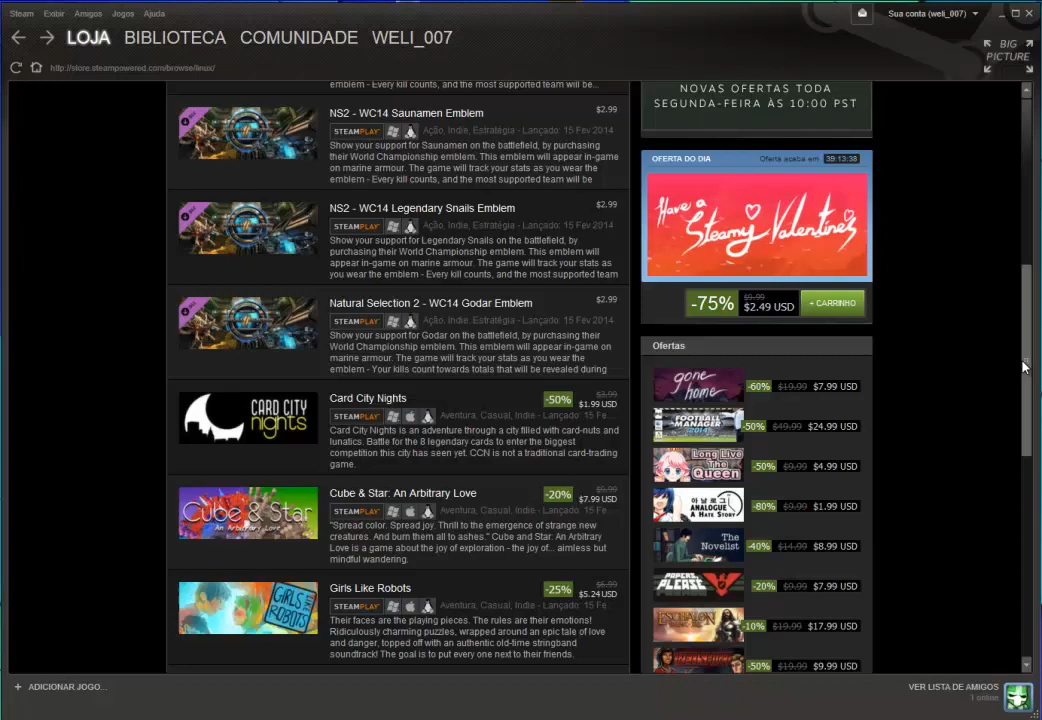 Steam Exibir Amigos Jogos Ajuda
Sua conta (weli_007)
LOJA BIBLIOTECA COMUNIDADE WELI_007
BIG
PICTURE
http://store.steampowered.com/browse/linux/
emblem - Every kill counts, and the most supported team will be...
NS2 - WC14 Saunamen Emblem
$2.99
STEAMPLAY Ação, Indie, Estratégia - Lançado: 15 Fev 2014
Show your support for Saunamen on the battlefield, by purchasing
their World Championship emblem. This emblem will appear in-game
on marine armour. The game will track your stats as you wear the
emblem - Every kill counts, and the most supported team will be
NS2 - WC14 Legendary Snails Emblem
$2.99
STEAMPLAY Ação, Indie, Estratégia - Lançado: 15 Fev 2014
Show your support for Legendary Snails on the battlefield, by
purchasing their World Championship emblem. This emblem will
appear in-game on marine armour. The game will track your stats as
you wear the emblem - Every kill counts, and the most supported team
Natural Selection 2 - WC14 Godar Emblem
$2.99
STEAMPLAY Ação, Indie, Estratégia - Lançado: 15 Fev 2014
Show your support for Godar on the battlefield, by purchasing their
World Championship emblem. This emblem will appear in-game on
marine armour. The game will track your stats as you wear the
emblem - Your kills count towards totals that will be revealed during
CARD CITY
nights
Card City Nights
-50% $3.99
$1.99 USD
STEAMPLAY Aventura, Casual, Indie - Lançado: 15 Fe
Card City Nights is an adventure through a city filled with card-nuts and
lunatics. Battle for the 8 legendary cards to enter the biggest
competition this city has seen yet. CCN is not a traditional card-trading
game.
Cube & Star
An Arbitrary Love
Cube & Star: An Arbitrary Love
-20% $9.99
$7.99 USD
STEAMPLAY Aventura, Casual, Indie - Lançado: 15 Fe
"Spread color. Spread joy. Thrill to the emergence of strange new
creatures. And burn them all to ashes." Cube and Star: An Arbitrary
Love is a game about the joy of exploration - the joy of... aimless but
mindful wandering.
GIRLS LIKE ROBOTS
Girls Like Robots
-25% $6.99
$5.24 USD
STEAMPLAY Aventura, Casual, Indie - Lançado: 15 Fe
Their faces are the playing pieces. The rules are their emotions!
Ridiculously charming puzzles, wrapped around an epic tale of love and
danger, topped off with an authentic old-time stringband
soundtrack! The goal is to put every one next to their friends.
NOVAS OFERTAS TODA
SEGUNDA-FEIRA ÀS 10:00 PST
OFERTA DO DIA
Oferta acaba em 39:13:38
Have a
Steamy Valentines
-75% $9.99
$2.49 USD
+ CARRINHO
Ofertas
gone home -60% $19.99 $7.99 USD
FOOTBALL MANAGER 2014 -50% $49.99 $24.99 USD
Long Live The Queen -50% $9.99 $4.99 USD
아날로그 ANALOGUE A HATE STORY -80% $9.99 $1.99 USD
The Novelist -40% $14.99 $8.99 USD
PAPERS, PLEASE -20% $9.99 $7.99 USD
ESCHALON -10% $19.99 $17.99 USD
-50% $19.99 $9.99 USD
+ ADICIONAR JOGO...
VER LISTA DE AMIGOS
1 online